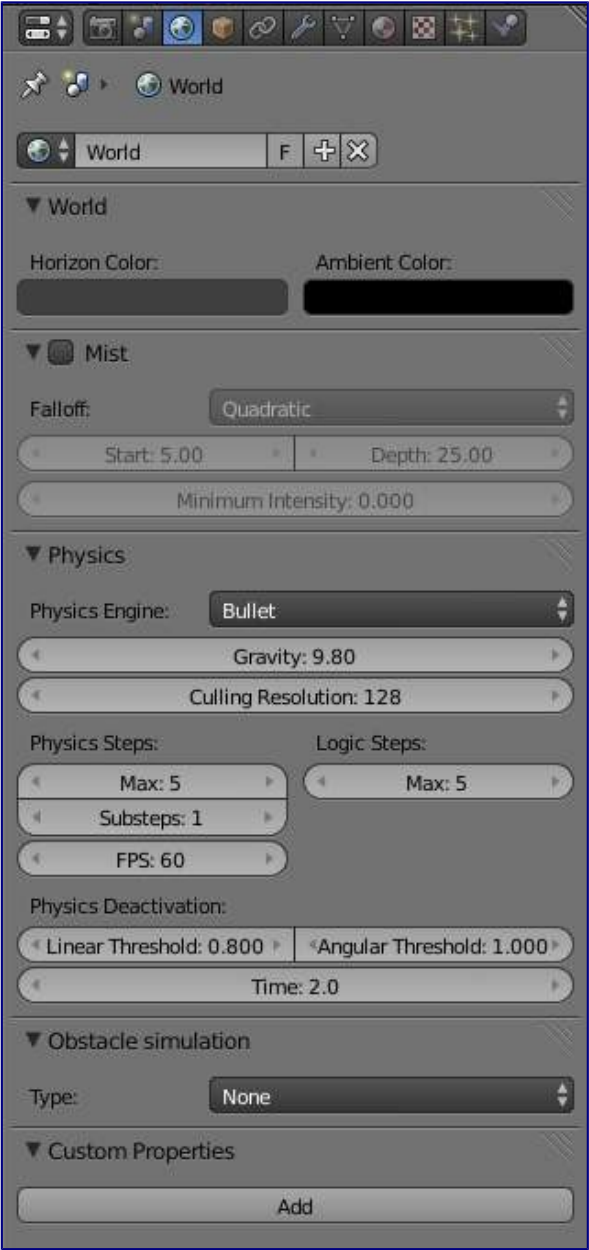 World
World F
World
Horizon Color: Ambient Color:
Mist
Falloff: Quadratic
Start: 5.00 Depth: 25.00
Minimum Intensity: 0.000
Physics
Physics Engine: Bullet
Gravity: 9.80
Culling Resolution: 128
Physics Steps: Logic Steps:
Max: 5 Max: 5
Substeps: 1
FPS: 60
Physics Deactivation:
Linear Threshold: 0.800 Angular Threshold: 1.000
Time: 2.0
Obstacle simulation
Type: None
Custom Properties
Add